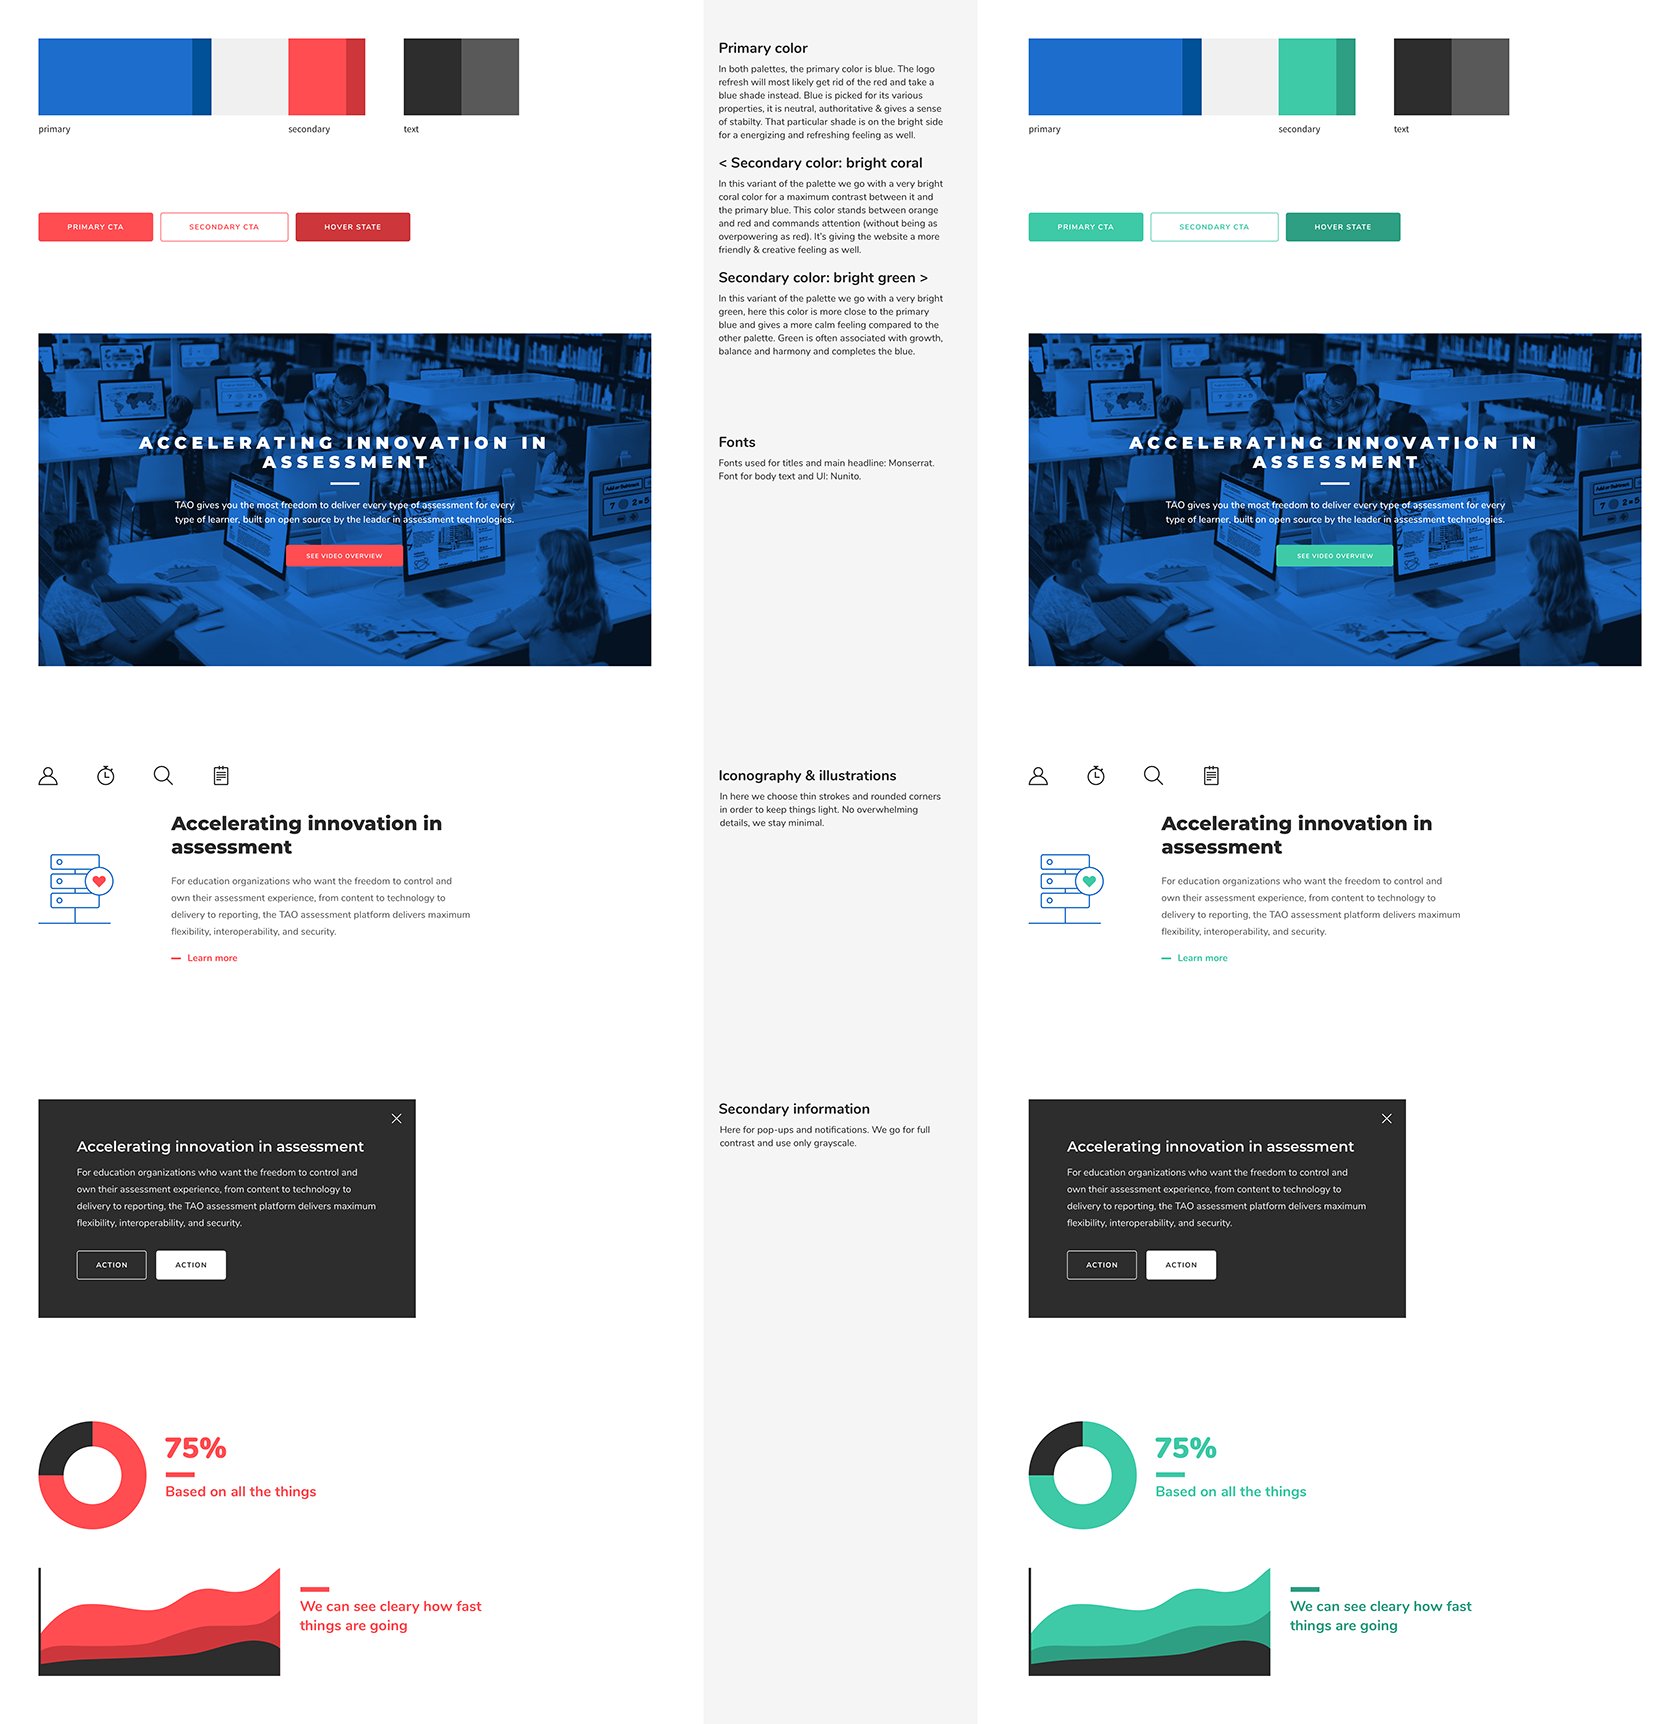 primary
secondary
text
PRIMARY CTA
SECONDARY CTA
HOVER STATE
ACCELERATING INNOVATION IN
ASSESSMENT
TAO gives you the most freedom to deliver every type of assessment for every
type of learner, built on open source by the leader in assessment technologies.
SEE VIDEO OVERVIEW
Accelerating innovation in
assessment
For education organizations who want the freedom to control and
own their assessment experience, from content to technology to
delivery to reporting, the TAO assessment platform delivers maximum
flexibility, interoperability, and security.
Learn more
Accelerating innovation in assessment
For education organizations who want the freedom to control and
own their assessment experience, from content to technology to
delivery to reporting, the TAO assessment platform delivers maximum
flexibility, interoperability, and security.
ACTION
ACTION
75%
Based on all the things
We can see cleary how fast
things are going
Primary color
In both palettes, the primary color is blue. The logo
refresh will most likely get rid of the red and take a
blue shade instead. Blue is picked for its various
properties, it is neutral, authoritative & gives a sense
of stabilty. That particular shade is on the bright side
for a energizing and refreshing feeling as well.
< Secondary color: bright coral
In this variant of the palette we go with a very bright
coral color for a maximum contrast between it and
the primary blue. This color stands between orange
and red and commands attention (without being as
overpowering as red). It's giving the website a more
friendly & creative feeling as well.
Secondary color: bright green >
In this variant of the palette we go with a very bright
green, here this color is more close to the primary
blue and gives a more calm feeling compared to the
other palette. Green is often associated with growth,
balance and harmony and completes the blue.
Fonts
Fonts used for titles and main headline: Monserrat.
Font for body text and UI: Nunito.
Iconography & illustrations
In here we choose thin strokes and rounded corners
in order to keep things light. No overwhelming
details, we stay minimal.
Secondary information
Here for pop-ups and notifications. We go for full
contrast and use only grayscale.
primary
secondary
text
PRIMARY CTA
SECONDARY CTA
HOVER STATE
ACCELERATING INNOVATION IN
ASSESSMENT
TAO gives you the most freedom to deliver every type of assessment for every
type of learner, built on open source by the leader in assessment technologies.
SEE VIDEO OVERVIEW
Accelerating innovation in
assessment
For education organizations who want the freedom to control and
own their assessment experience, from content to technology to
delivery to reporting, the TAO assessment platform delivers maximum
flexibility, interoperability, and security.
Learn more
Accelerating innovation in assessment
For education organizations who want the freedom to control and
own their assessment experience, from content to technology to
delivery to reporting, the TAO assessment platform delivers maximum
flexibility, interoperability, and security.
ACTION
ACTION
75%
Based on all the things
We can see cleary how fast
things are going